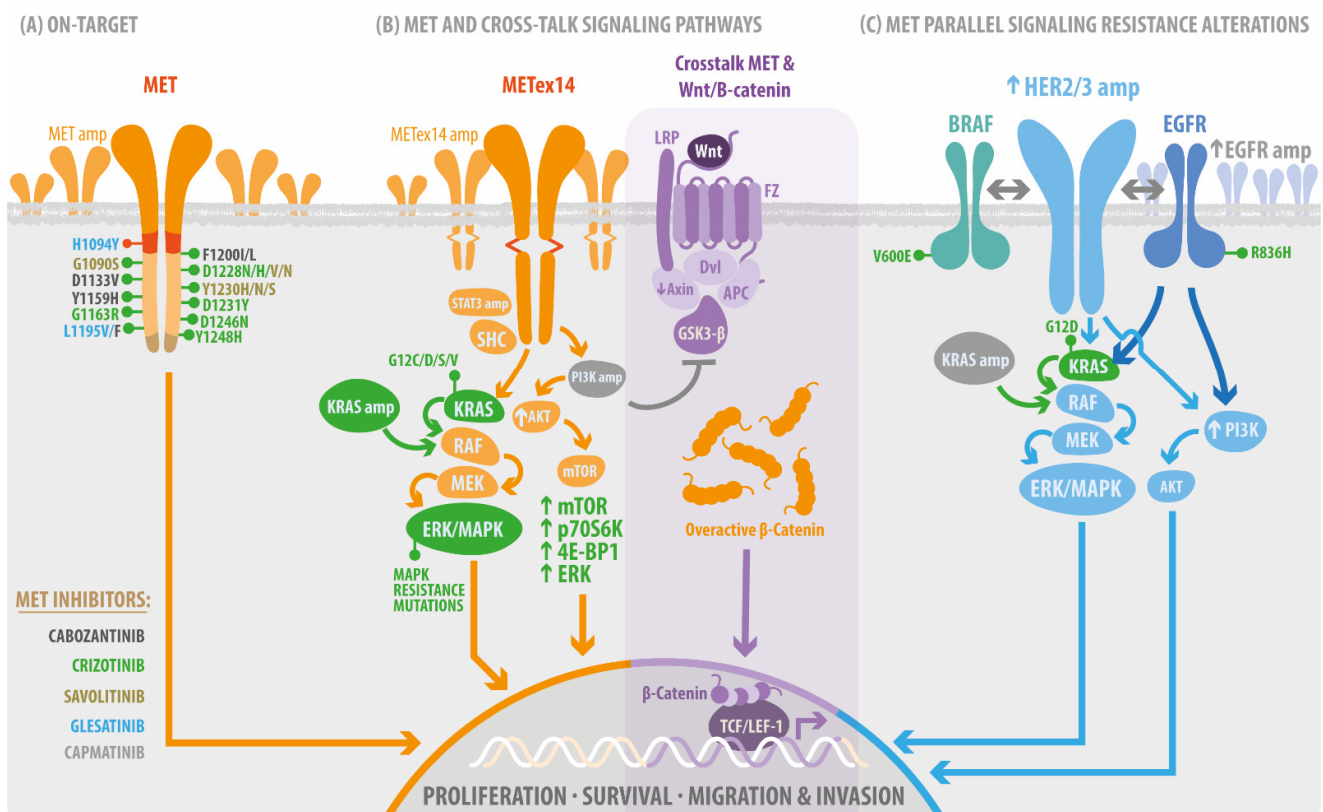 (A) ON-TARGET
MET
MET amp
H1094Y
G1090S
D1133V
Y1159H
G1163R
L1195V/F
F1200I/L
D1228N/H/V/N
Y1230H/N/S
D1231Y
D1246N
Y1248H
MET INHIBITORS:
CABOZANTINIB
CRIZOTINIB
SAVOLITINIB
GLESATINIB
CAPMATINIB
(B) MET AND CROSS-TALK SIGNALING PATHWAYS
METex14
METex14 amp
STAT3 amp
SHC
G12C/D/S/V
PI3K amp
KRAS amp
KRAS
↑AKT
RAF
MEK
mTOR
ERK/MAPK
MAPK
RESISTANCE
MUTATIONS
↑ mTOR
↑ p70S6K
↑ 4E-BP1
↑ ERK
Crosstalk MET &
Wnt/B-catenin
LRP
Wnt
FZ
Dvl
↓Axin
APC
GSK3-β
Overactive β-Catenin
β-Catenin
TCF/LEF-1
PROLIFERATION · SURVIVAL · MIGRATION & INVASION
(C) MET PARALLEL SIGNALING RESISTANCE ALTERATIONS
↑ HER2/3 amp
BRAF
EGFR
↑EGFR amp
V600E
R836H
G12D
KRAS amp
KRAS
RAF
MEK
↑ PI3K
ERK/MAPK
AKT